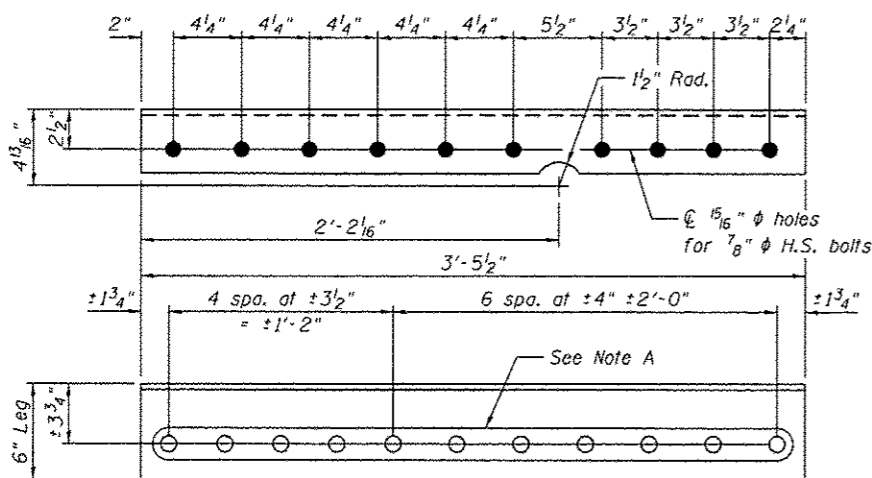 2" 4¼" 4¼" 4¼" 4¼" 4¼" 5½" 3½" 3½" 3½" 2¼"
1½" Rad.
4 13/16"
2½"
℄ 15/16" ϕ holes
for 7/8" ϕ H.S. bolts
2'-2 1/16"
3'-5½"
±1¾"
4 spa. at ±3½"
= ±1'-2"
6 spa. at ±4" ±2'-0"
±1¾"
See Note A
6" Leg
±3¾"